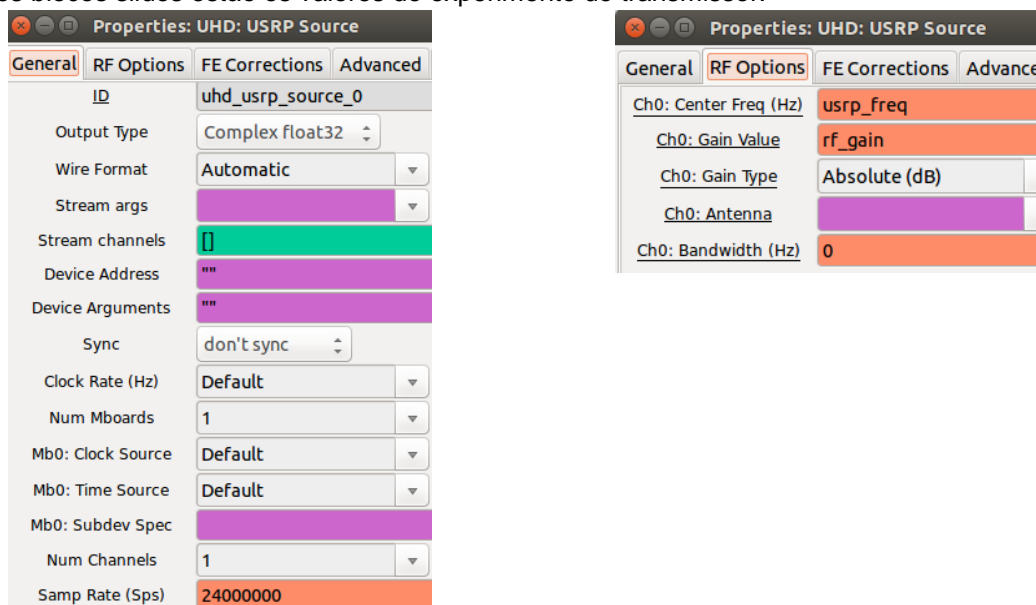 Properties: UHD: USRP Source
General RF Options FE Corrections Advanced
ID uhd_usrp_source_0
Output Type Complex float32
Wire Format Automatic
Stream args
Stream channels []
Device Address ""
Device Arguments ""
Sync don't sync
Clock Rate (Hz) Default
Num Mboards 1
Mb0: Clock Source Default
Mb0: Time Source Default
Mb0: Subdev Spec
Num Channels 1
Samp Rate (Sps) 24000000
Properties: UHD: USRP Source
General RF Options FE Corrections Advance
Ch0: Center Freq (Hz) usrp_freq
Ch0: Gain Value rf_gain
Ch0: Gain Type Absolute (dB)
Ch0: Antenna
Ch0: Bandwidth (Hz) 0